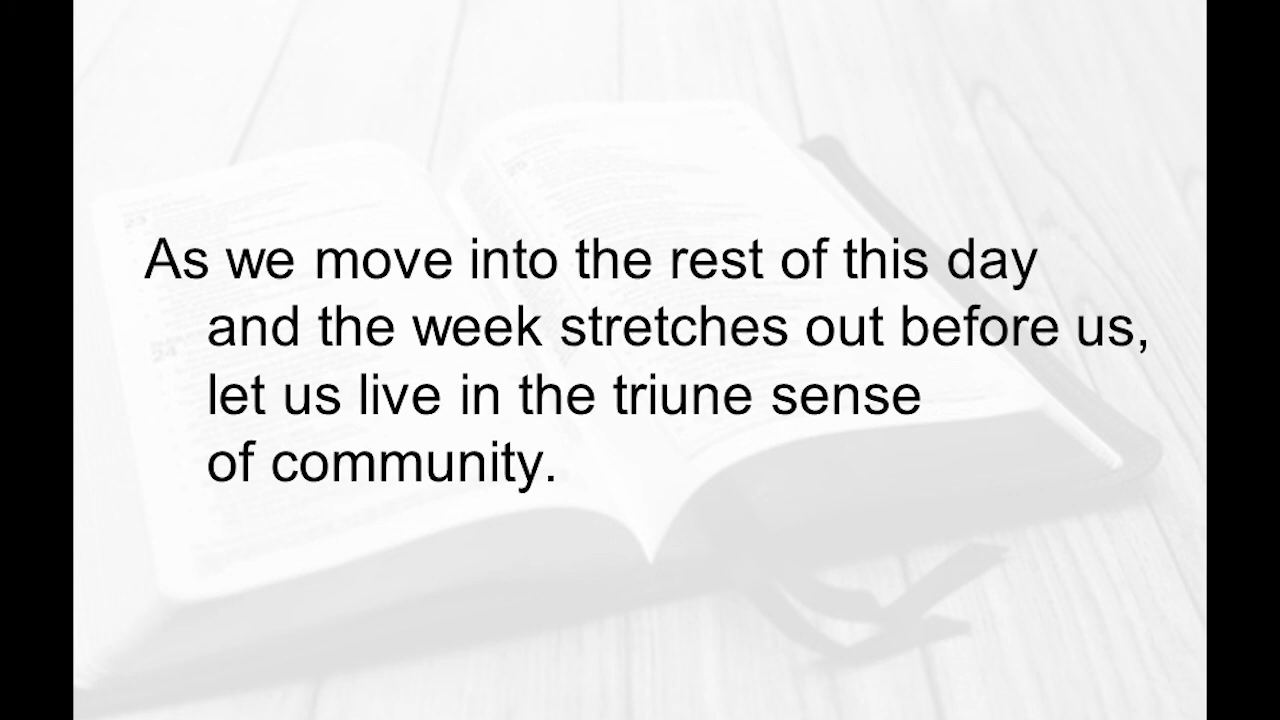 As we move into the rest of this day
and the week stretches out before us,
let us live in the triune sense
of community.